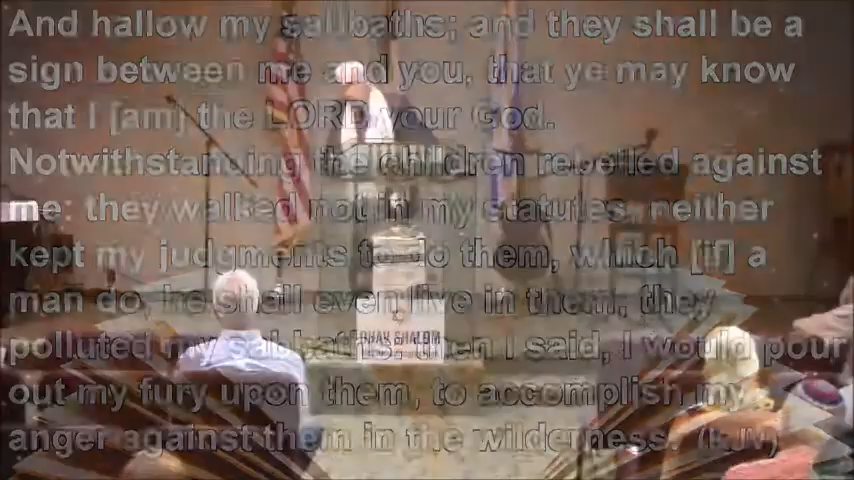 And hallow my sabbaths; and they shall be a
sign between me and you, that ye may know
that I [am] the LORD your God.
Notwithstanding the children rebelled against
me: they walked not in my statutes, neither
kept my judgments to do them, which [if] a
man do, he shall even live in them; they
polluted my sabbaths: then I said, I would pour
out my fury upon them, to accomplish my
anger against them in the wilderness. (KJV)
OHAV SHALOM